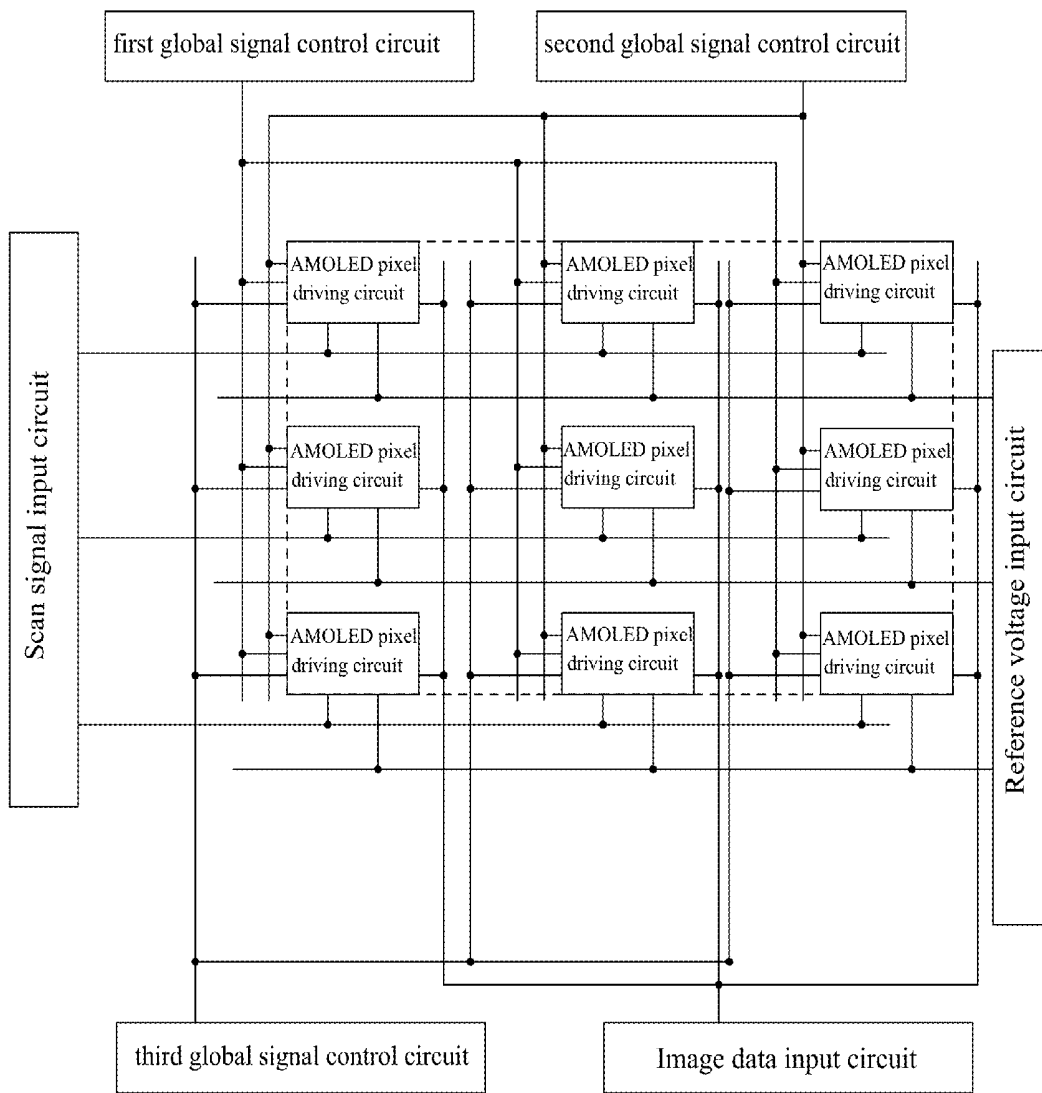 first global signal control circuit
second global signal control circuit
Scan signal input circuit
AMOLED pixel
driving circuit
AMOLED pixel
driving circuit
AMOLED pixel
driving circuit
AMOLED pixel
driving circuit
AMOLED pixel
driving circuit
AMOLED pixel
driving circuit
AMOLED pixel
driving circuit
AMOLED pixel
driving circuit
AMOLED pixel
driving circuit
Reference voltage input circuit
third global signal control circuit
Image data input circuit